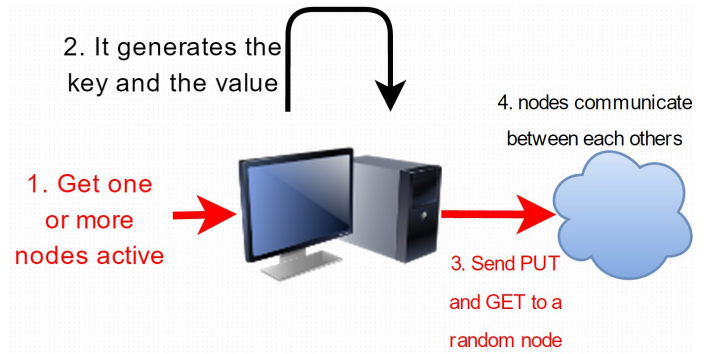 2. It generates the
key and the value
4. nodes communicate
between each others
1. Get one
or more
nodes active
3. Send PUT
and GET to a
random node